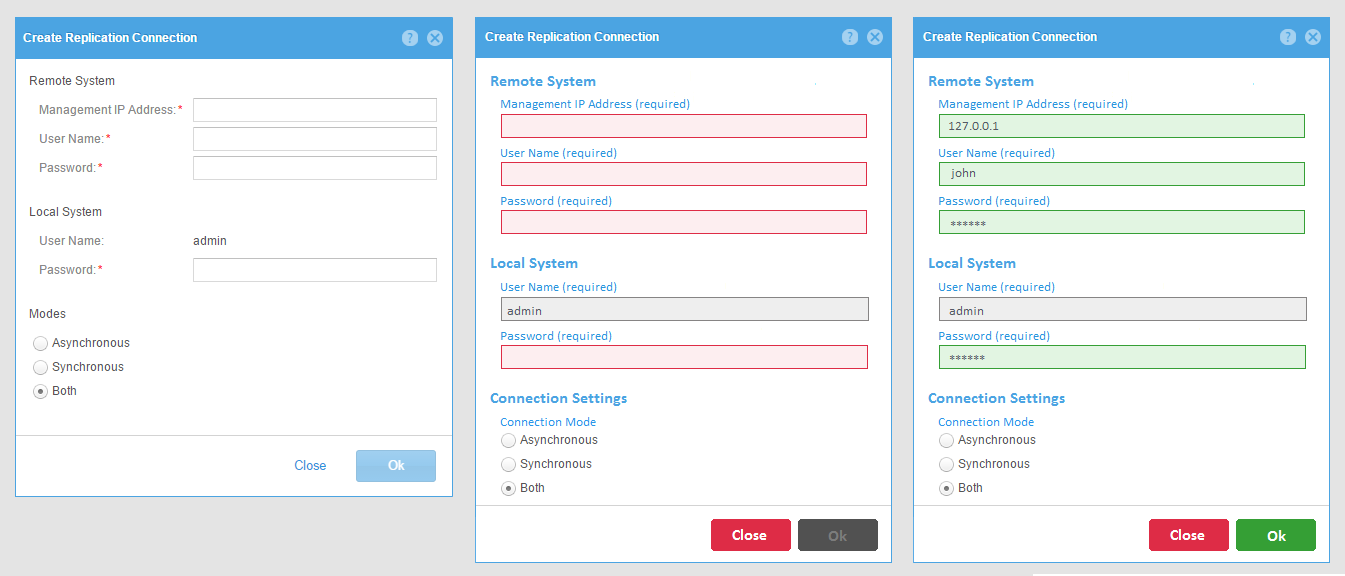 Create Replication Connection
Remote System
Management IP Address:*
User Name:*
Password:*
Local System
User Name: admin
Password:*
Modes
Asynchronous
Synchronous
Both
Close Ok
Create Replication Connection
Remote System
Management IP Address (required)
User Name (required)
Password (required)
Local System
User Name (required)
admin
Password (required)
Connection Settings
Connection Mode
Asynchronous
Synchronous
Both
Close Ok
Create Replication Connection
Remote System
Management IP Address (required)
127.0.0.1
User Name (required)
john
Password (required)
******
Local System
User Name (required)
admin
Password (required)
******
Connection Settings
Connection Mode
Asynchronous
Synchronous
Both
Close Ok